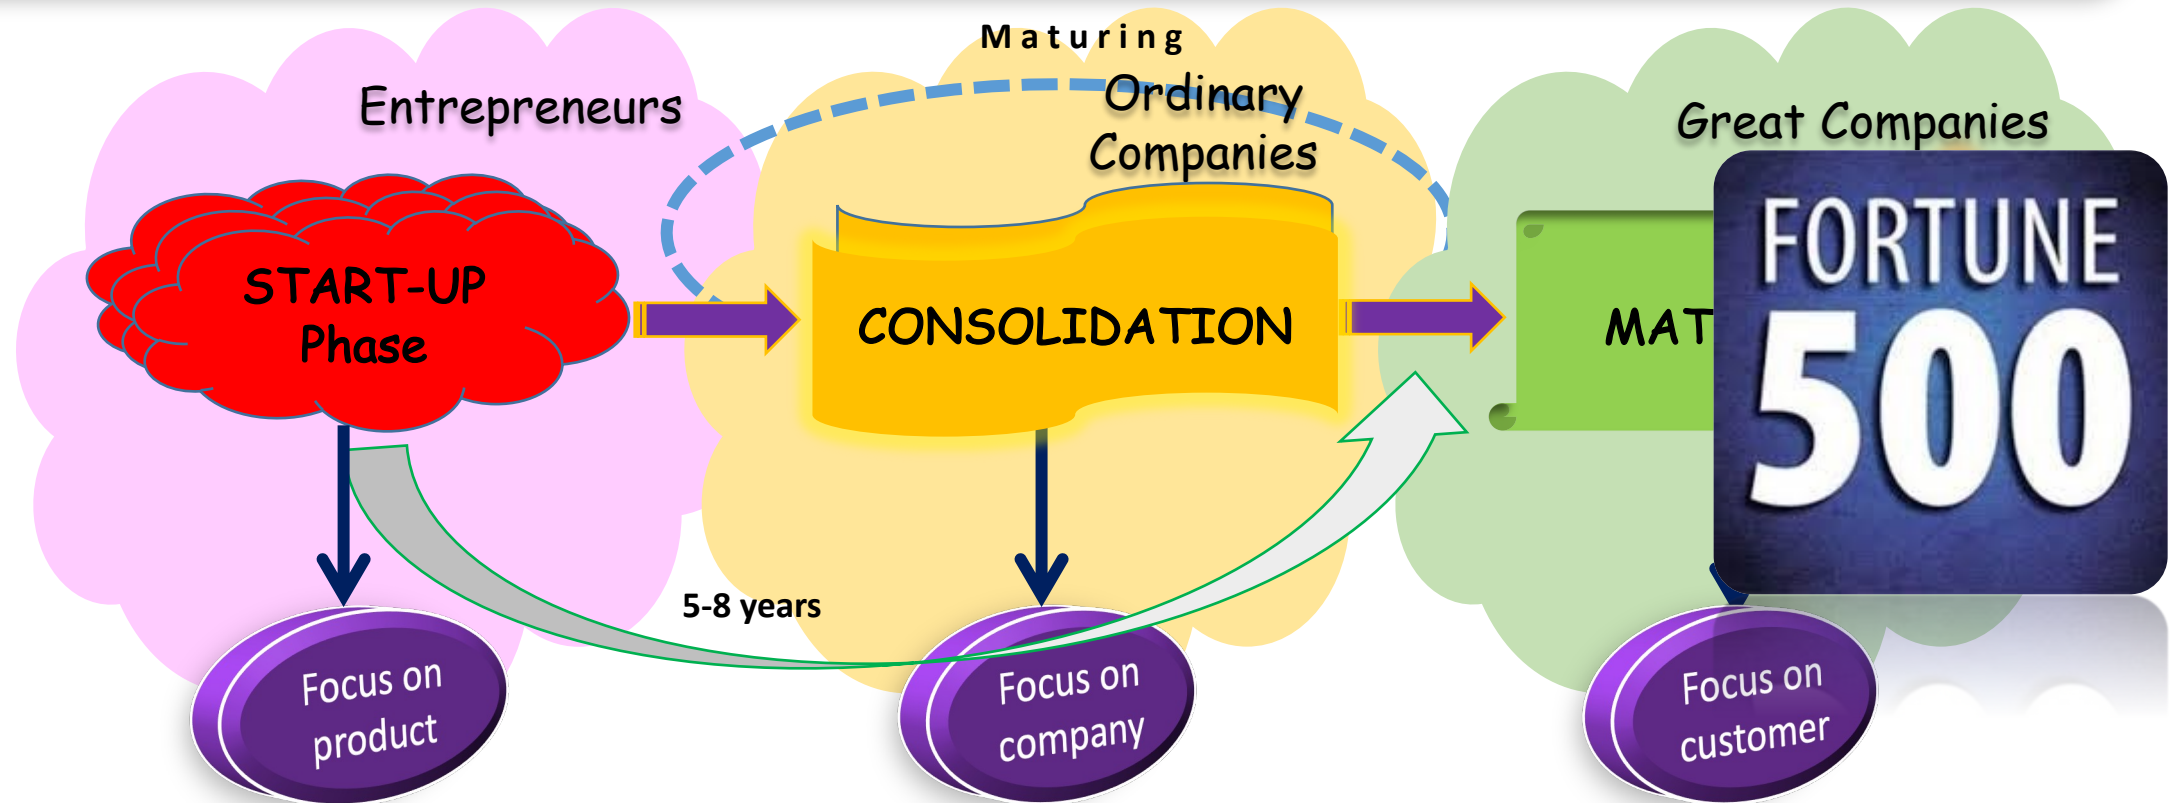 Maturing
Entrepreneurs
Ordinary
Companies
Great Companies
START-UP
Phase
CONSOLIDATION
MAT
FORTUNE
500
5-8 years
Focus on
product
Focus on
company
Focus on
customer